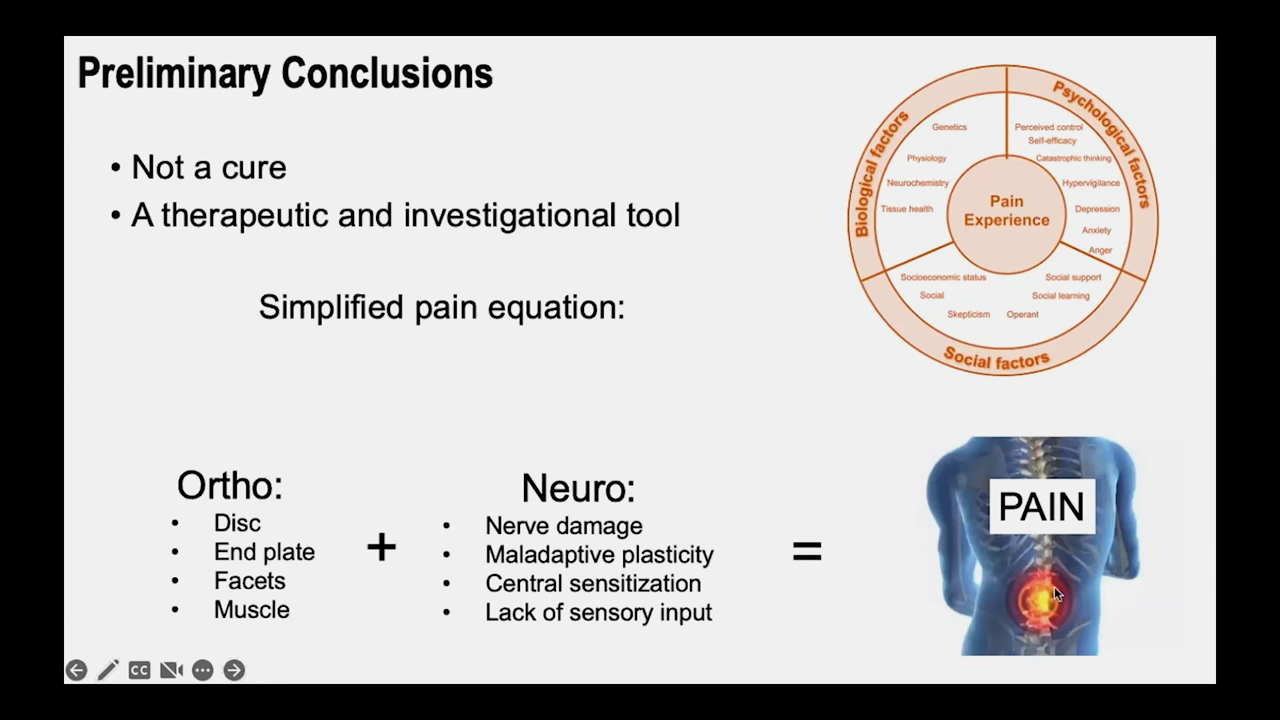 Preliminary Conclusions
• Not a cure
• A therapeutic and investigational tool
Simplified pain equation:
Biological factors
Psychological factors
Social factors
Genetics
Physiology
Neurochemistry
Tissue health
Perceived control
Self-efficacy
Catastrophic thinking
Hypervigilance
Depression
Anxiety
Anger
Pain
Experience
Socioeconomic status
Social support
Social
Social learning
Skepticism
Operant
Ortho:
• Disc
• End plate
• Facets
• Muscle
+
Neuro:
• Nerve damage
• Maladaptive plasticity
• Central sensitization
• Lack of sensory input
=
PAIN
CC